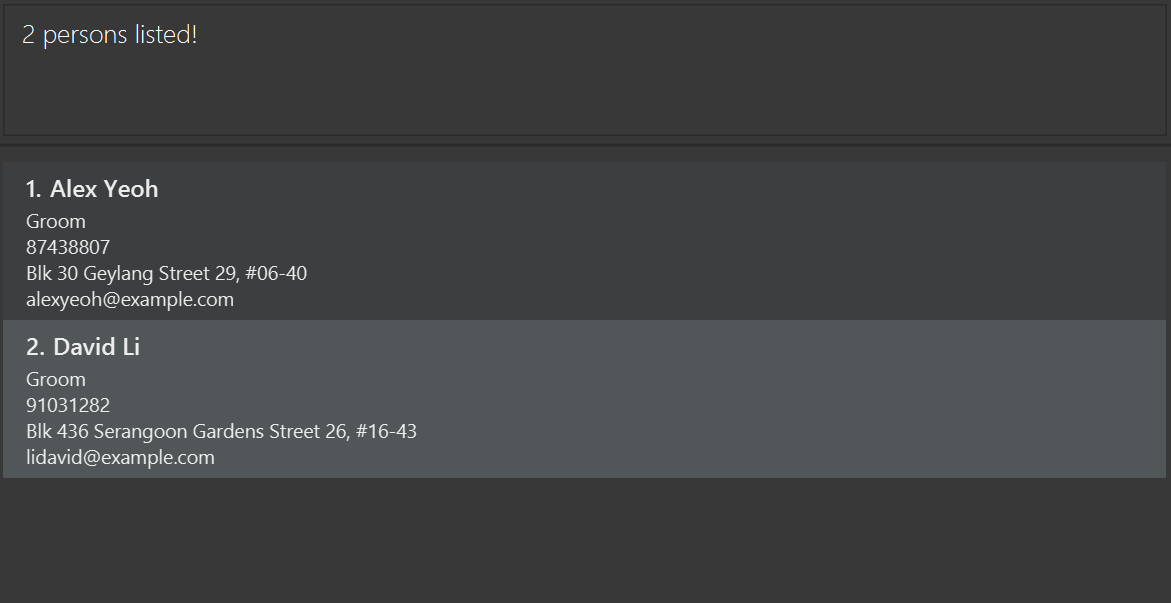 2 persons listed!
1. Alex Yeoh
Groom
87438807
Blk 30 Geylang Street 29, #06-40
alexyeoh@example.com
2. David Li
Groom
91031282
Blk 436 Serangoon Gardens Street 26, #16-43
lidavid@example.com